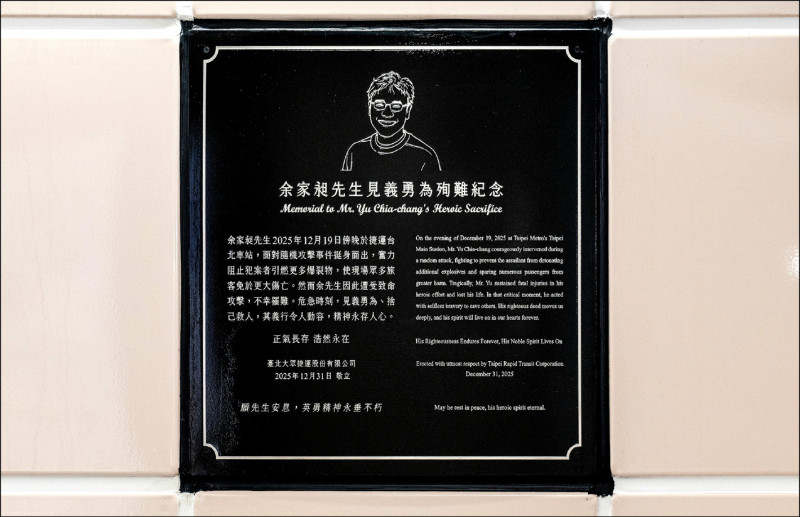 余家昶先生見義勇為殉難紀念
Memorial to Mr. Yu Chia-chang's Heroic Sacrifice
余家昶先生2025年12月19日傍晚於捷運台
北車站，面對隨機攻擊事件挺身而出，奮力
阻止犯案者引燃更多爆裂物，使現場眾多旅
客免於更大傷亡。然而余先生因此遭受致命
攻擊，不幸罹難。危急時刻，見義勇為、捨
己救人，其義行令人動容，精神永存人心。
正氣長存 浩然永在
臺北大眾捷運股份有限公司
2025年12月31日 敬立
願先生安息，英勇精神永垂不朽
On the evening of December 19, 2025 at Taipei Metro's Taipei
Main Station, Mr. Yu Chia-chang courageously intervened during
a random attack, fighting to prevent the assailant from detonating
additional explosives and sparing numerous passengers from
greater harm. Tragically, Mr. Yu sustained fatal injuries in his
heroic effort and lost his life. In that critical moment, he acted
with selfless bravery to save others. His righteous deed moves us
deeply, and his spirit will live on in our hearts forever.
His Righteousness Endures Forever, His Noble Spirit Lives On
Erected with utmost respect by Taipei Rapid Transit Corporation
December 31, 2025
May he rest in peace, his heroic spirit eternal.